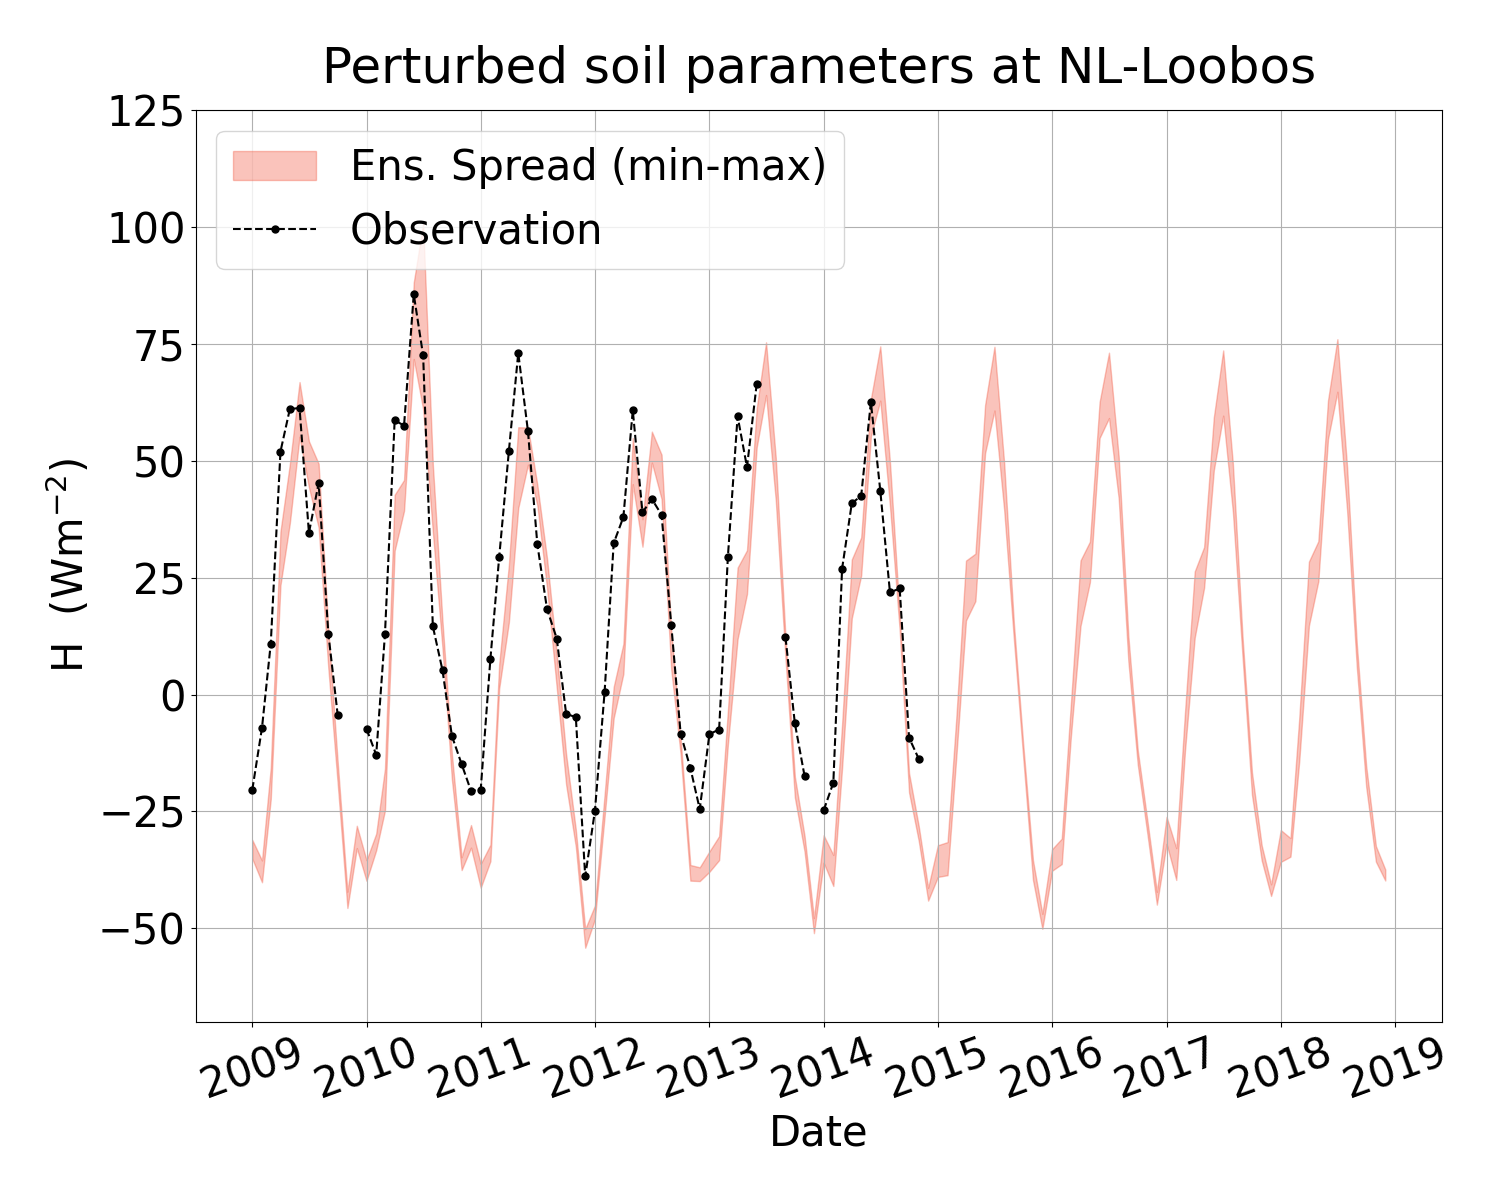 Perturbed soil parameters at NL-Loobos
125
100
75
50
25
0
−25
−50
H (Wm⁻²)
Ens. Spread (min-max)
Observation
2009 2010 2011 2012 2013 2014 2015 2016 2017 2018 2019
Date